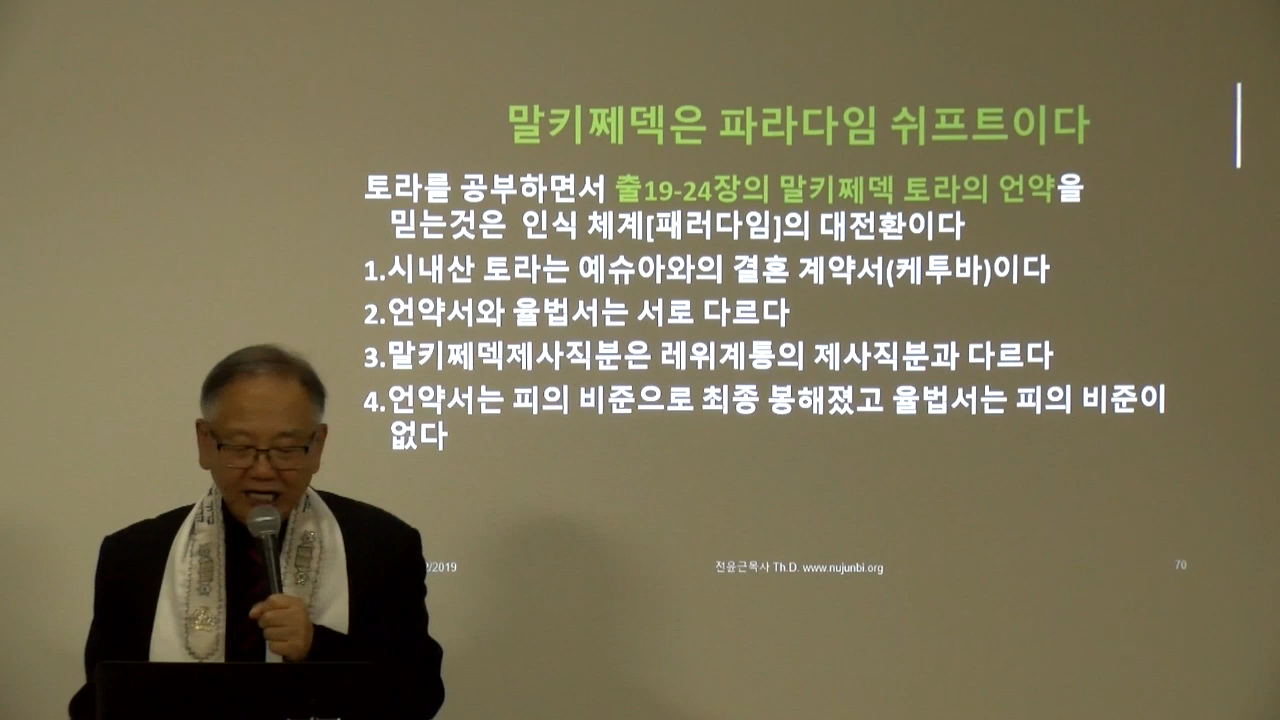 말키쩨덱은 파라다임 쉬프트이다
토라를 공부하면서 출19-24장의 말키쩨덱 토라의 언약을
믿는것은 인식 체계[패러다임]의 대전환이다
1.시내산 토라는 예슈아와의 결혼 계약서(케투바)이다
2.언약서와 율법서는 서로 다르다
3.말키쩨덱제사직분은 레위계통의 제사직분과 다르다
4.언약서는 피의 비준으로 최종 봉해졌고 율법서는 피의 비준이
없다
2/2019
전윤근목사 Th.D. www.nujunbi.org
70